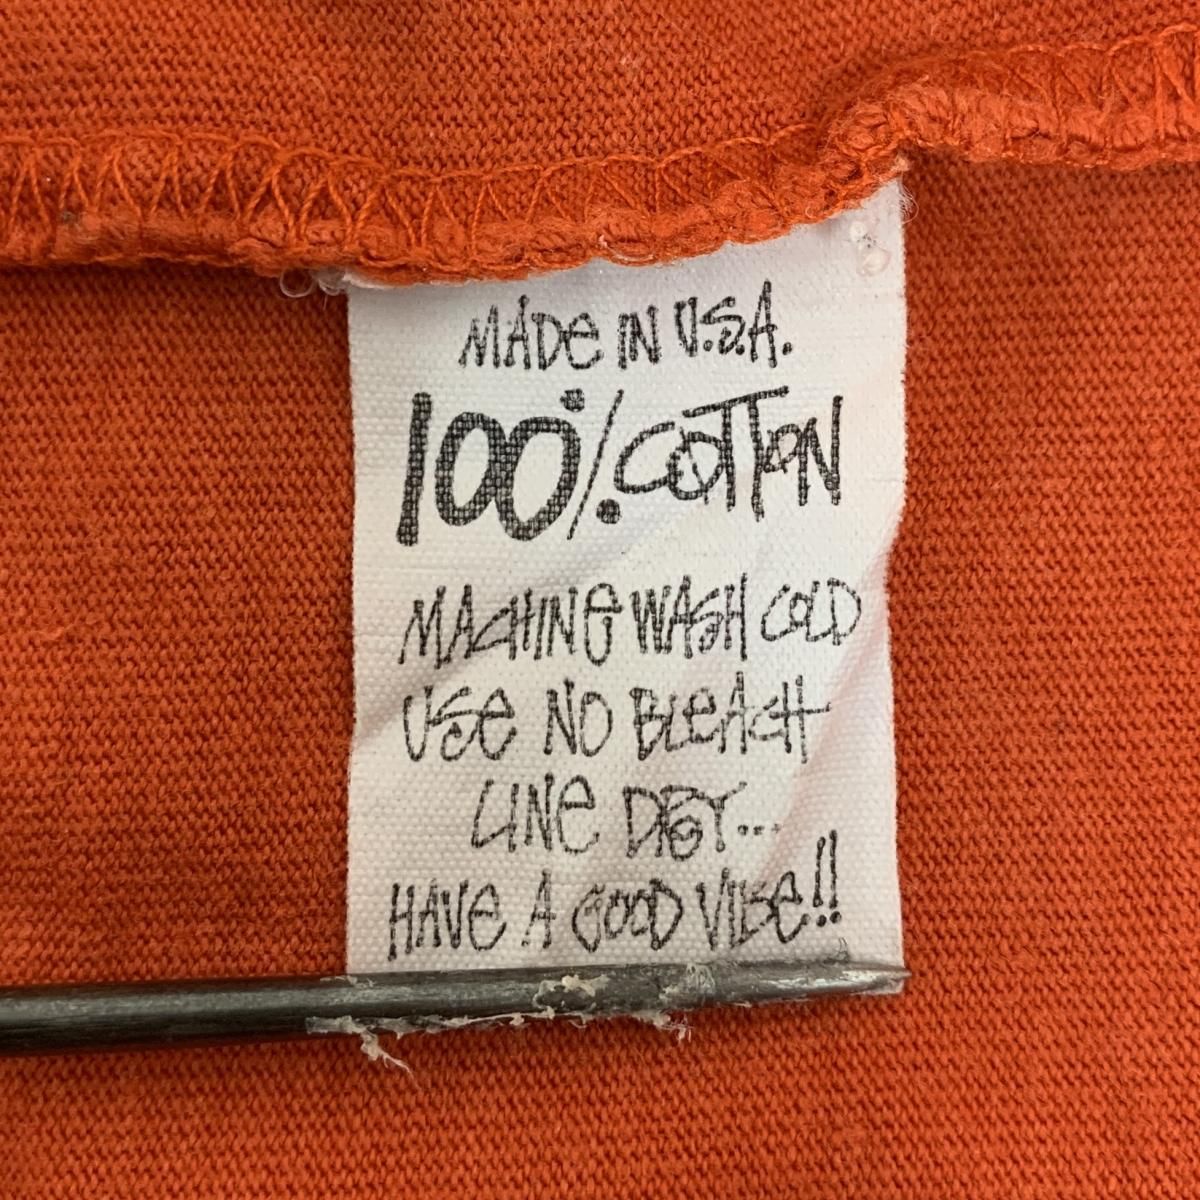 MADE IN U.S.A.
100% COTTON
MACHINE WASH COLD
USE NO BLEACH
LINE DRY...
HAVE A GOOD VIBE!!